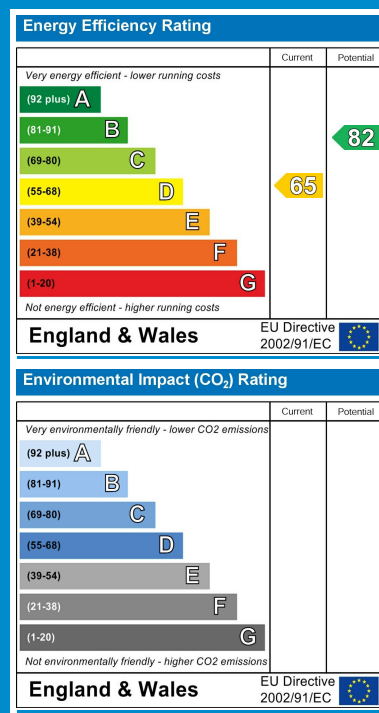 Energy Efficiency Rating
Current Potential
Very energy efficient - lower running costs
(92 plus) A
(81-91) B
82
(69-80) C
(55-68) D
65
(39-54) E
(21-38) F
(1-20) G
Not energy efficient - higher running costs
England & Wales
EU Directive
2002/91/EC
Environmental Impact (CO₂) Rating
Current Potential
Very environmentally friendly - lower CO2 emissions
(92 plus) A
(81-91) B
(69-80) C
(55-68) D
(39-54) E
(21-38) F
(1-20) G
Not environmentally friendly - higher CO2 emissions
England & Wales
EU Directive
2002/91/EC